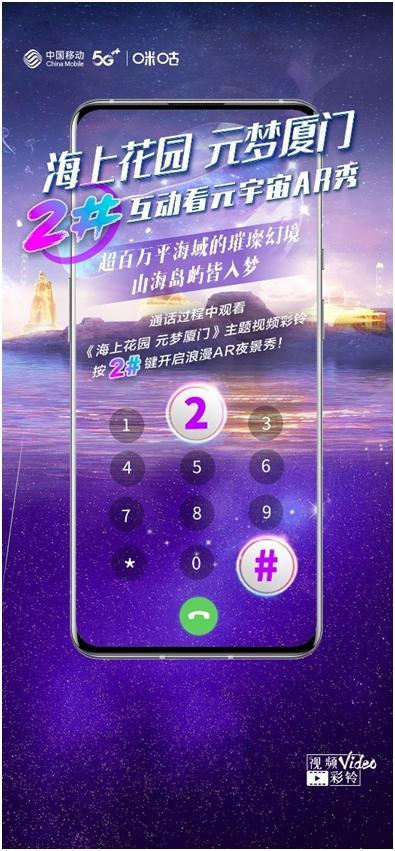 中国移动 China Mobile 5G++ 咪咕
海上花园 元梦厦门
2# 互动看元宇宙AR秀
超百万平海域的璀璨幻境
山海岛屿皆入梦
通话过程中观看
《海上花园 元梦厦门》主题视频彩铃
按2#键开启浪漫AR夜景秀!
1 2 3
4 5 6
7 8 9
* 0 #
视频Video
彩铃